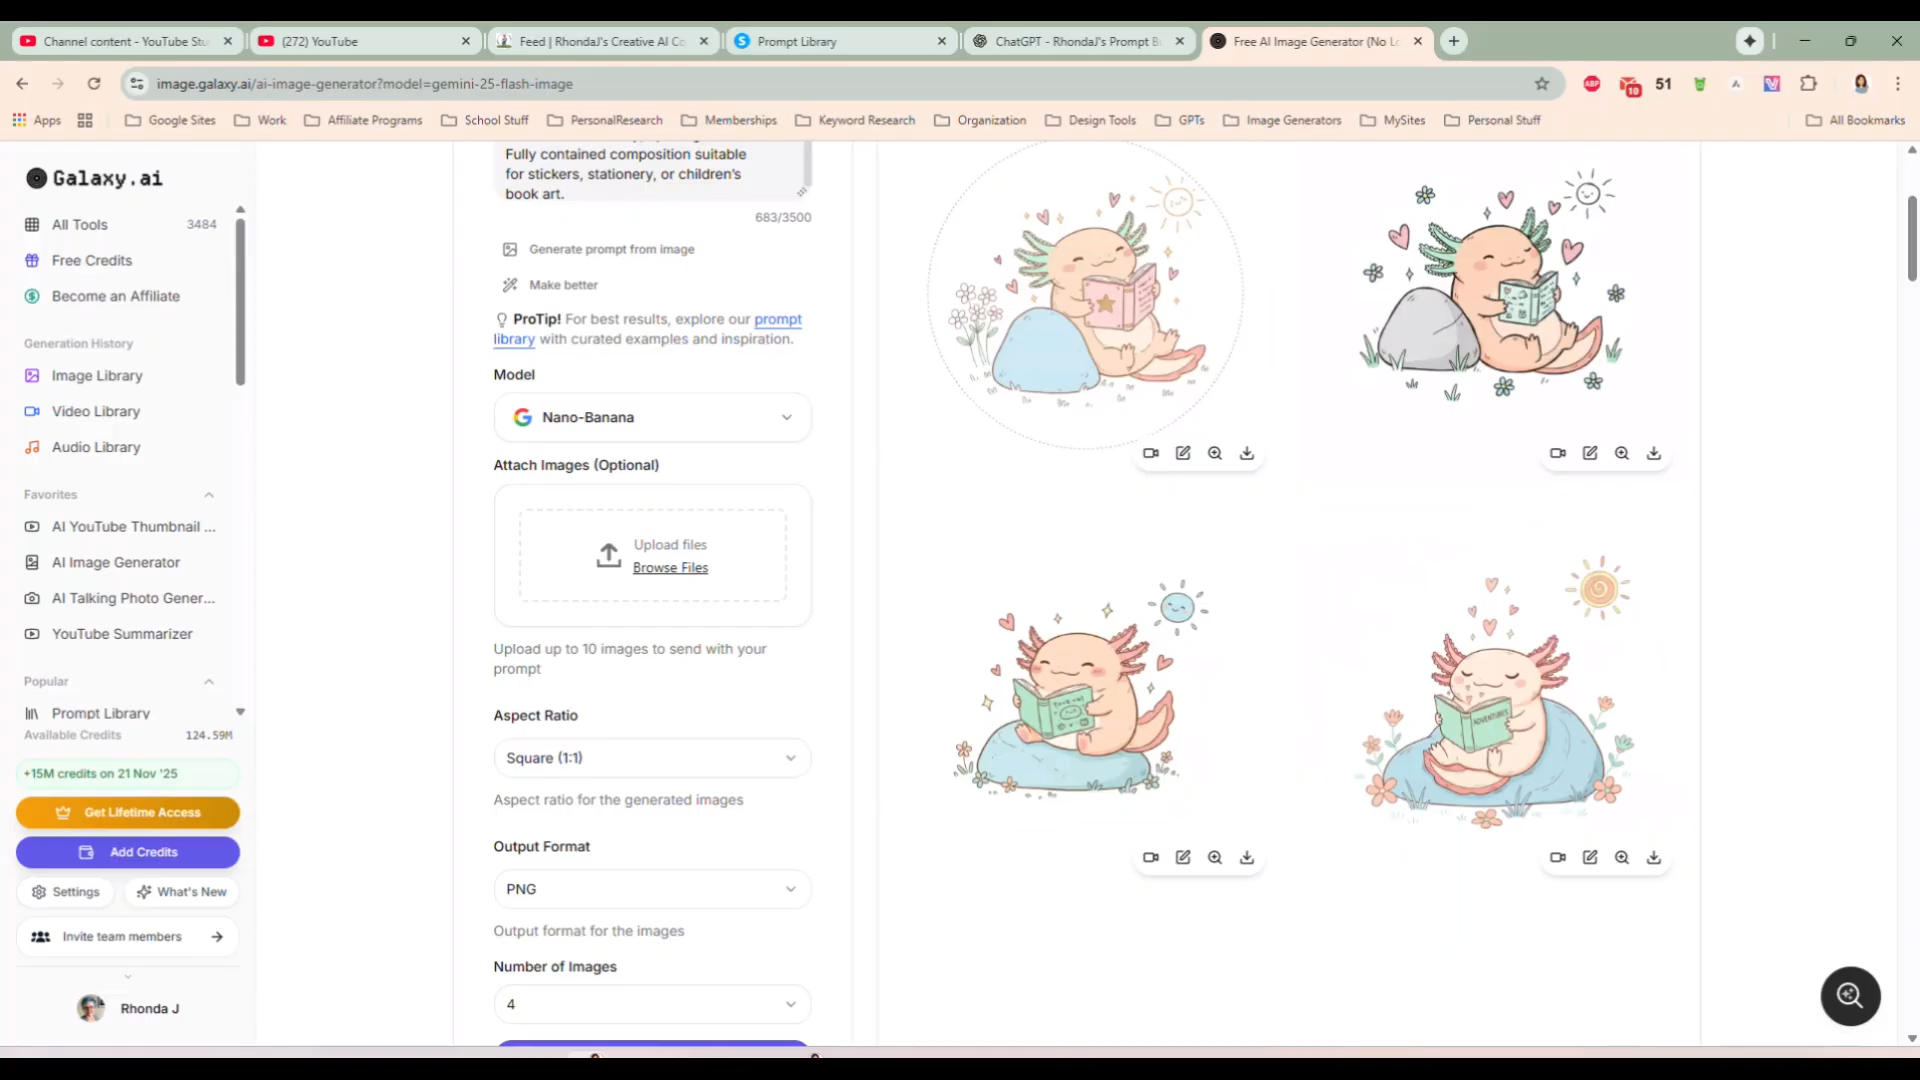 Channel content - YouTube Stu
(272) YouTube
Feed | RhondaJ's Creative AI Co
Prompt Library
ChatGPT - RhondaJ's Prompt B
Free AI Image Generator (No Lo
image.galaxy.ai/ai-image-generator?model=gemini-25-flash-image
ABP
10
51
Apps
Google Sites
Work
Affiliate Programs
School Stuff
PersonalResearch
Memberships
Keyword Research
Organization
Design Tools
GPTs
Image Generators
MySites
Personal Stuff
All Bookmarks
Galaxy.ai
All Tools 3484
Free Credits
Become an Affiliate
Generation History
Image Library
Video Library
Audio Library
Favorites
AI YouTube Thumbnail ...
AI Image Generator
AI Talking Photo Gener...
YouTube Summarizer
Popular
Prompt Library
Available Credits 124.59M
+15M credits on 21 Nov '25
Get Lifetime Access
Add Credits
Settings
What's New
Invite team members
Rhonda J
Fully contained composition suitable
for stickers, stationery, or children's
book art.
683/3500
Generate prompt from image
Make better
ProTip! For best results, explore our prompt
library with curated examples and inspiration.
Model
Nano-Banana
Attach Images (Optional)
Upload files
Browse Files
Upload up to 10 images to send with your
prompt
Aspect Ratio
Square (1:1)
Aspect ratio for the generated images
Output Format
PNG
Output format for the images
Number of Images
4
ADVENTURES